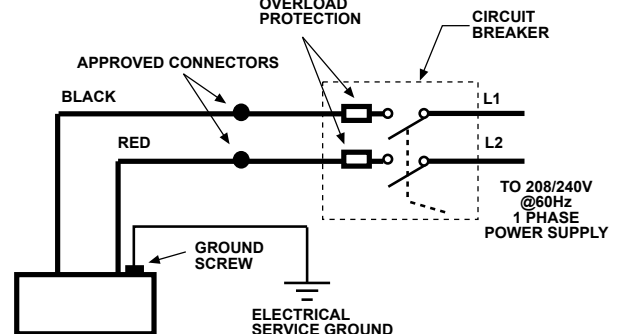 OVERLOAD
PROTECTION
CIRCUIT
BREAKER
APPROVED CONNECTORS
BLACK
L1
RED
L2
TO 208/240V
@60Hz
1 PHASE
POWER SUPPLY
GROUND
SCREW
ELECTRICAL
SERVICE GROUND